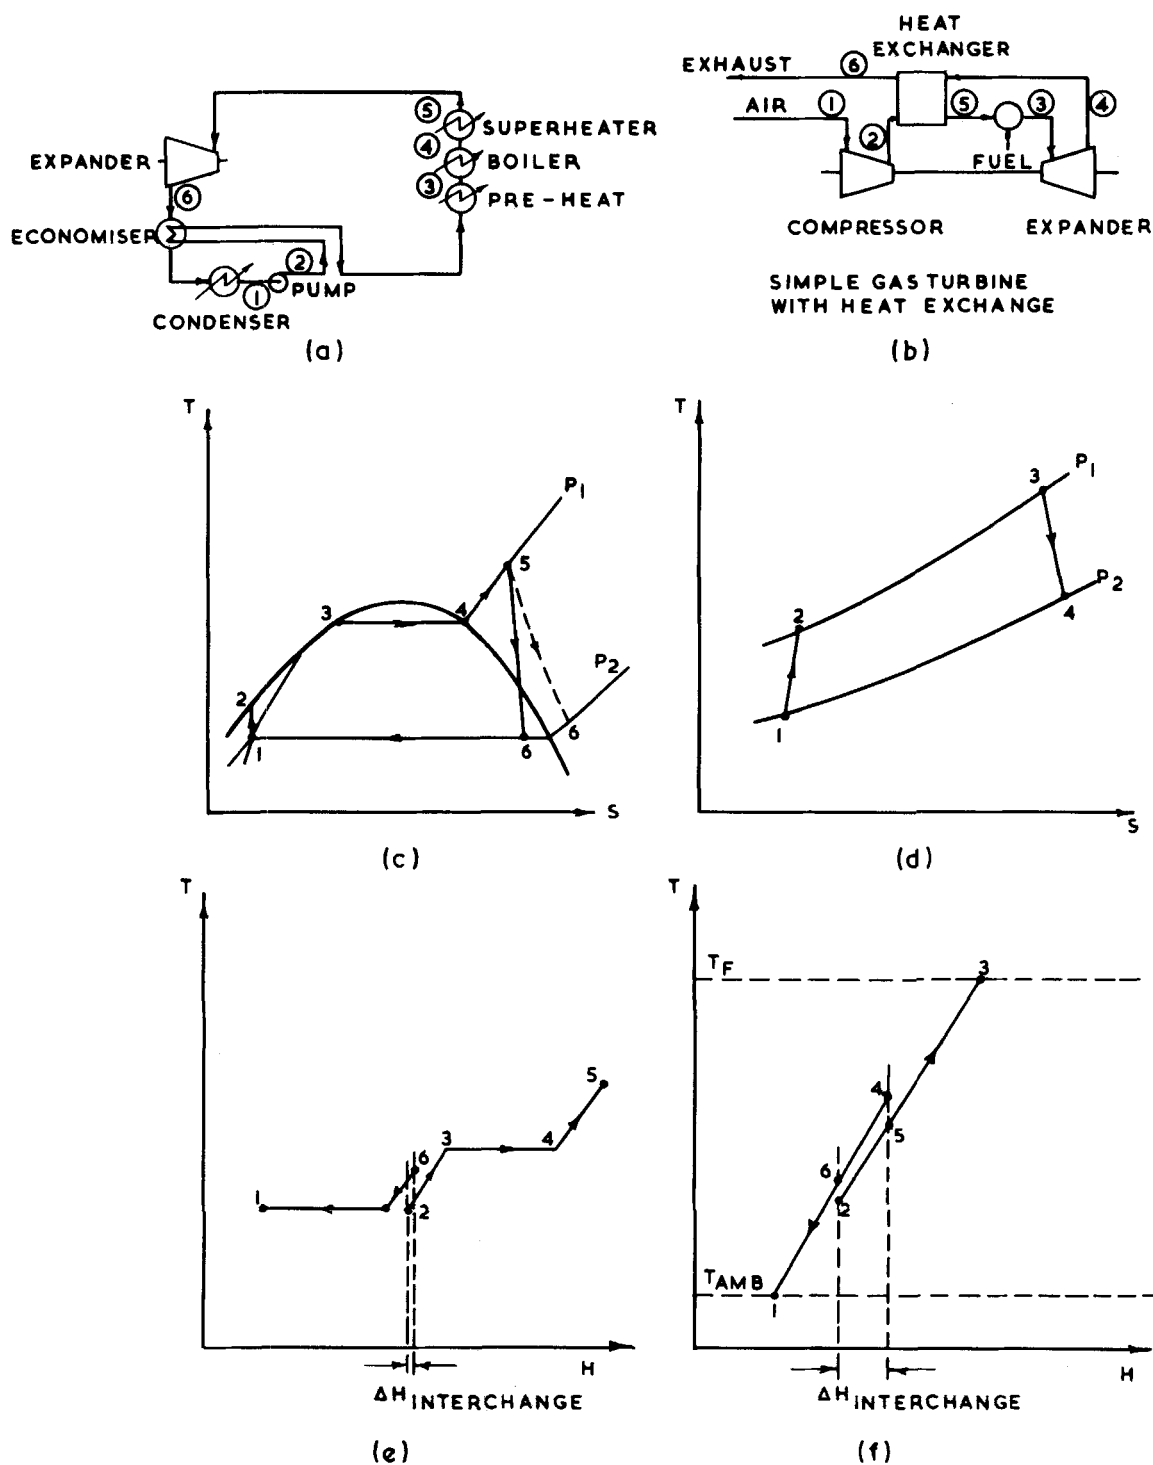 EXPANDER
6
ECONOMISER
Σ
2
1
PUMP
CONDENSER
5
SUPERHEATER
4
BOILER
3
PRE-HEAT
(a)
HEAT
EXCHANGER
EXHAUST
6
AIR
1
2
5
3
4
FUEL
COMPRESSOR
EXPANDER
SIMPLE GAS TURBINE
WITH HEAT EXCHANGE
(b)
T
P1
5
3
4
P2
2
1
6
6
S
(c)
T
3
P1
P2
2
4
1
S
(d)
T
5
3
4
6
1
2
H
ΔH INTERCHANGE
(e)
T
TF
3
4
5
6
2
TAMB
1
H
ΔH INTERCHANGE
(f)